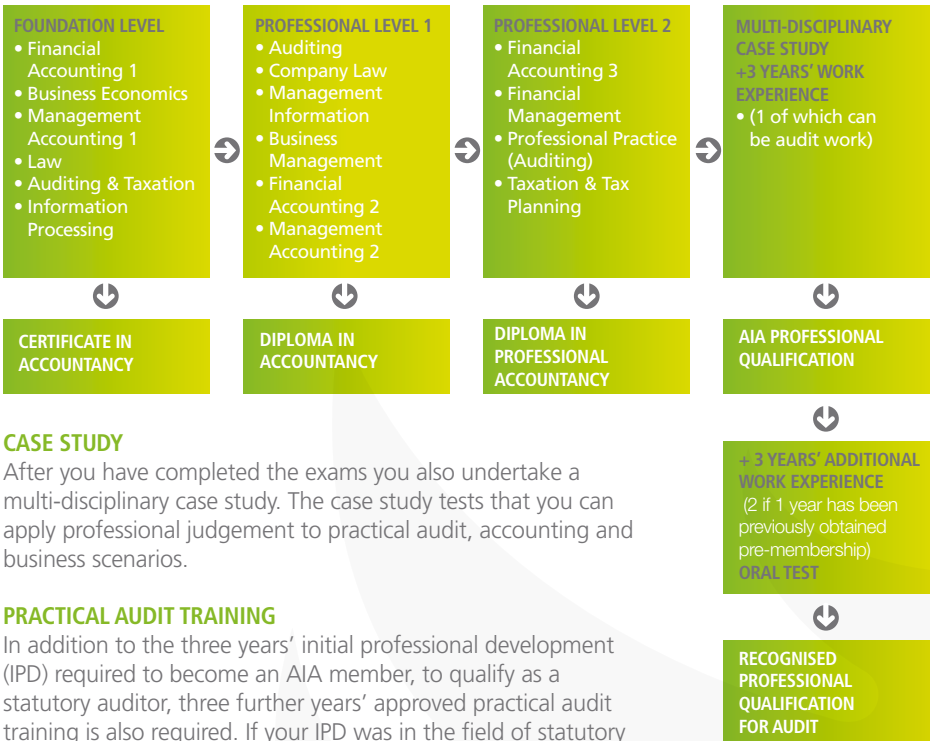 FOUNDATION LEVEL
• Financial
Accounting 1
• Business Economics
• Management
Accounting 1
• Law
• Auditing & Taxation
• Information
Processing
PROFESSIONAL LEVEL 1
• Auditing
• Company Law
• Management
Information
• Business
Management
• Financial
Accounting 2
• Management
Accounting 2
PROFESSIONAL LEVEL 2
• Financial
Accounting 3
• Financial
Management
• Professional Practice
(Auditing)
• Taxation & Tax
Planning
MULTI-DISCIPLINARY
CASE STUDY
+3 YEARS’ WORK
EXPERIENCE
• (1 of which can
be audit work)
CERTIFICATE IN
ACCOUNTANCY
DIPLOMA IN
ACCOUNTANCY
DIPLOMA IN
PROFESSIONAL
ACCOUNTANCY
AIA PROFESSIONAL
QUALIFICATION
+ 3 YEARS’ ADDITIONAL
WORK EXPERIENCE
(2 if 1 year has been
previously obtained
pre-membership)
ORAL TEST
RECOGNISED
PROFESSIONAL
QUALIFICATION
FOR AUDIT
CASE STUDY
After you have completed the exams you also undertake a
multi-disciplinary case study. The case study tests that you can
apply professional judgement to practical audit, accounting and
business scenarios.
PRACTICAL AUDIT TRAINING
In addition to the three years’ initial professional development
(IPD) required to become an AIA member, to qualify as a
statutory auditor, three further years’ approved practical audit
training is also required. If your IPD was in the field of statutory